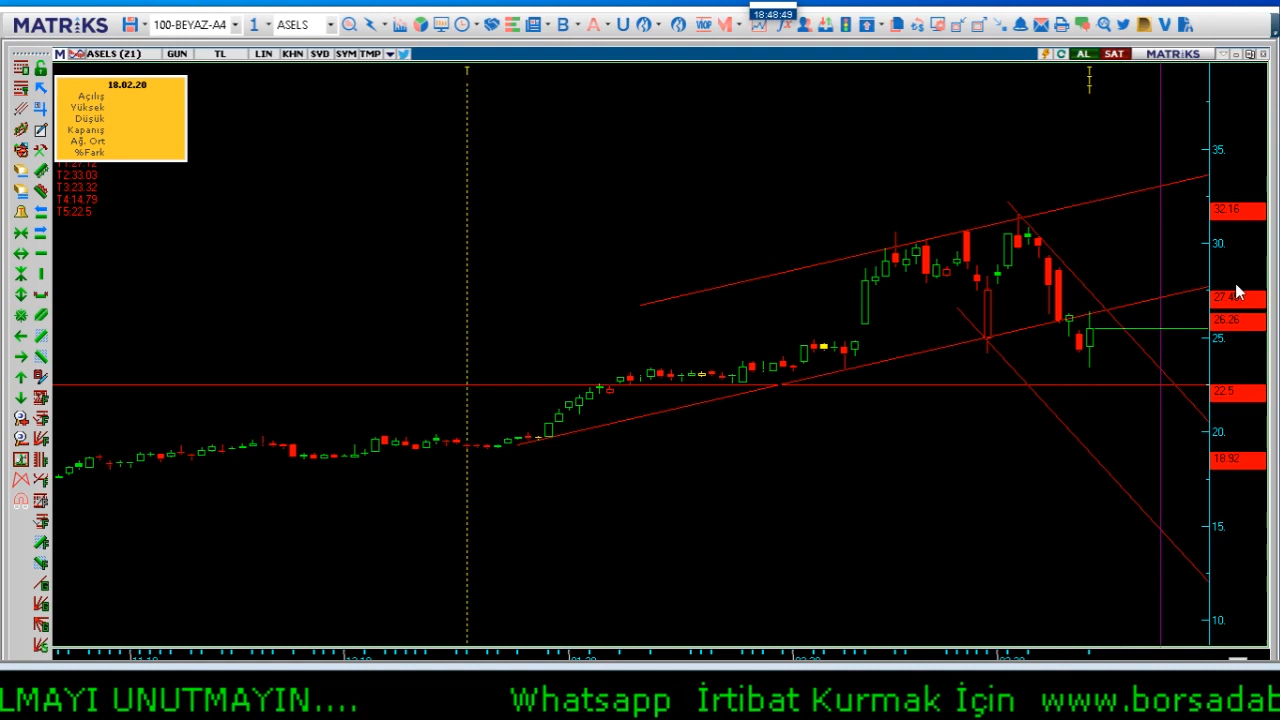 18:48:49
MATRİKS 100-BEYAZ-A4 1 ASELS B A U VİOP M V
M ASELS (21) GUN TL LIN KHN SVD SYM TMP AL SAT MATRİKS
18.02.20
Açılış
Yüksek
Düşük
Kapanış
Ağ. Ort
%Fark
T2:33.03
T3:23.32
T4:14.79
T5:22.5
35.
32.16
30.
26.26
25.
22.5
20.
18.92
15.
10.
LMAYI UNUTMAYIN.... Whatsapp İrtibat Kurmak İçin www.borsadab